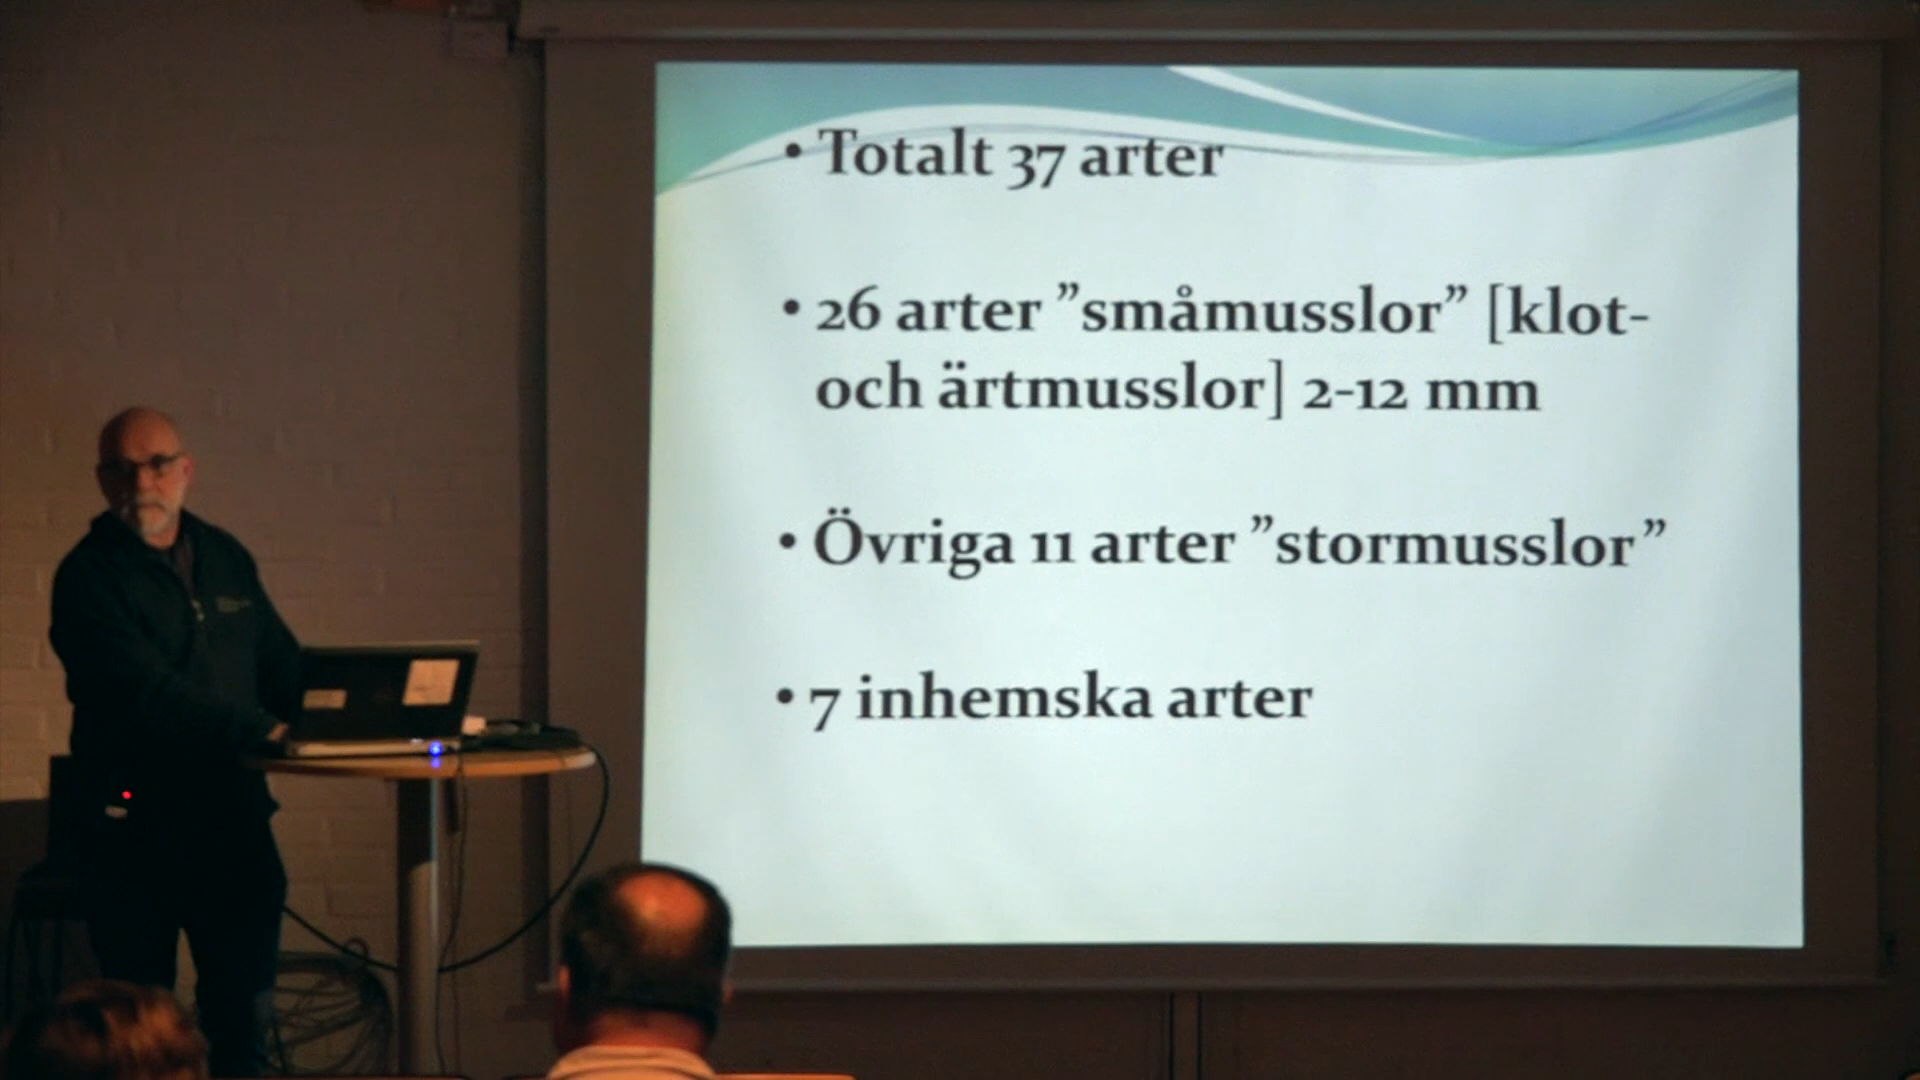 • Totalt 37 arter
• 26 arter ”småmusslor” [klot-
och ärtmusslor] 2-12 mm
• Övriga 11 arter ”stormusslor”
• 7 inhemska arter